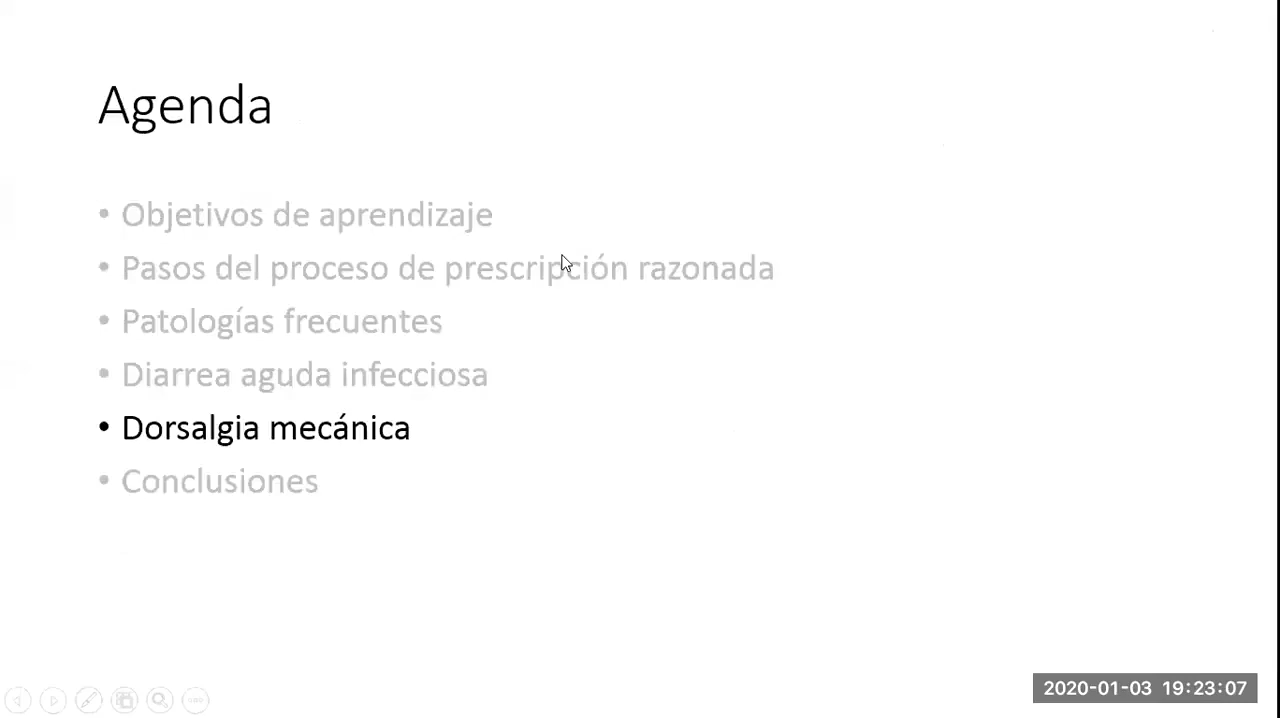 Agenda
• Objetivos de aprendizaje
• Pasos del proceso de prescripción razonada
• Patologías frecuentes
• Diarrea aguda infecciosa
• Dorsalgia mecánica
• Conclusiones
2020-01-03 19:23:07